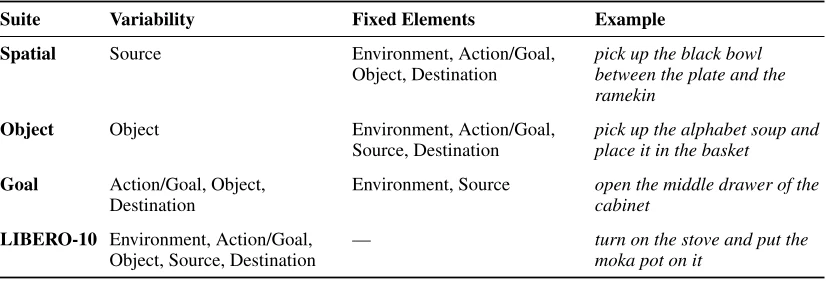 Suite Variability Fixed Elements Example
Spatial Source Environment, Action/Goal, pick up the black bowl
Object, Destination between the plate and the
ramekin
Object Object Environment, Action/Goal, pick up the alphabet soup and
Source, Destination place it in the basket
Goal Action/Goal, Object, Environment, Source open the middle drawer of the
Destination cabinet
LIBERO-10 Environment, Action/Goal, — turn on the stove and put the
Object, Source, Destination moka pot on it